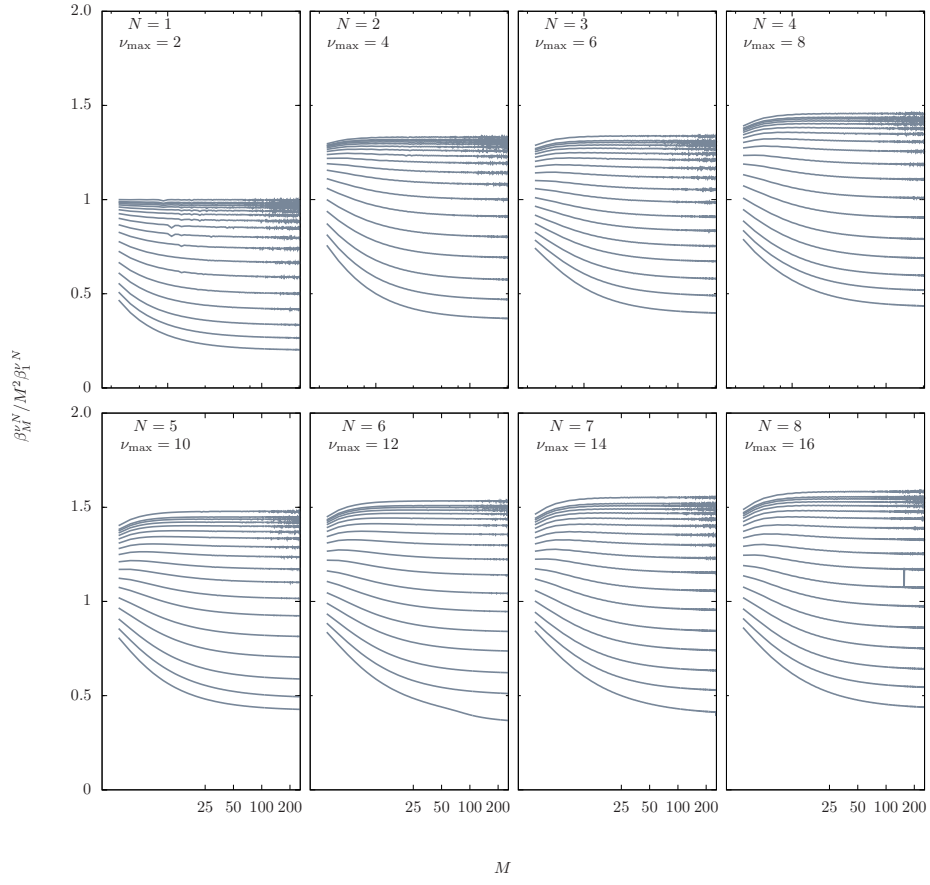 2.0
N = 1
N = 2
N = 3
N = 4
ν_max = 2
ν_max = 4
ν_max = 6
ν_max = 8
1.5
1
0.5
0
β_M^{ν N} / M^2 β_1^{ν N}
2.0
N = 5
N = 6
N = 7
N = 8
ν_max = 10
ν_max = 12
ν_max = 14
ν_max = 16
1.5
1
0.5
0
25 50 100 200
25 50 100 200
25 50 100 200
25 50 100 200
M